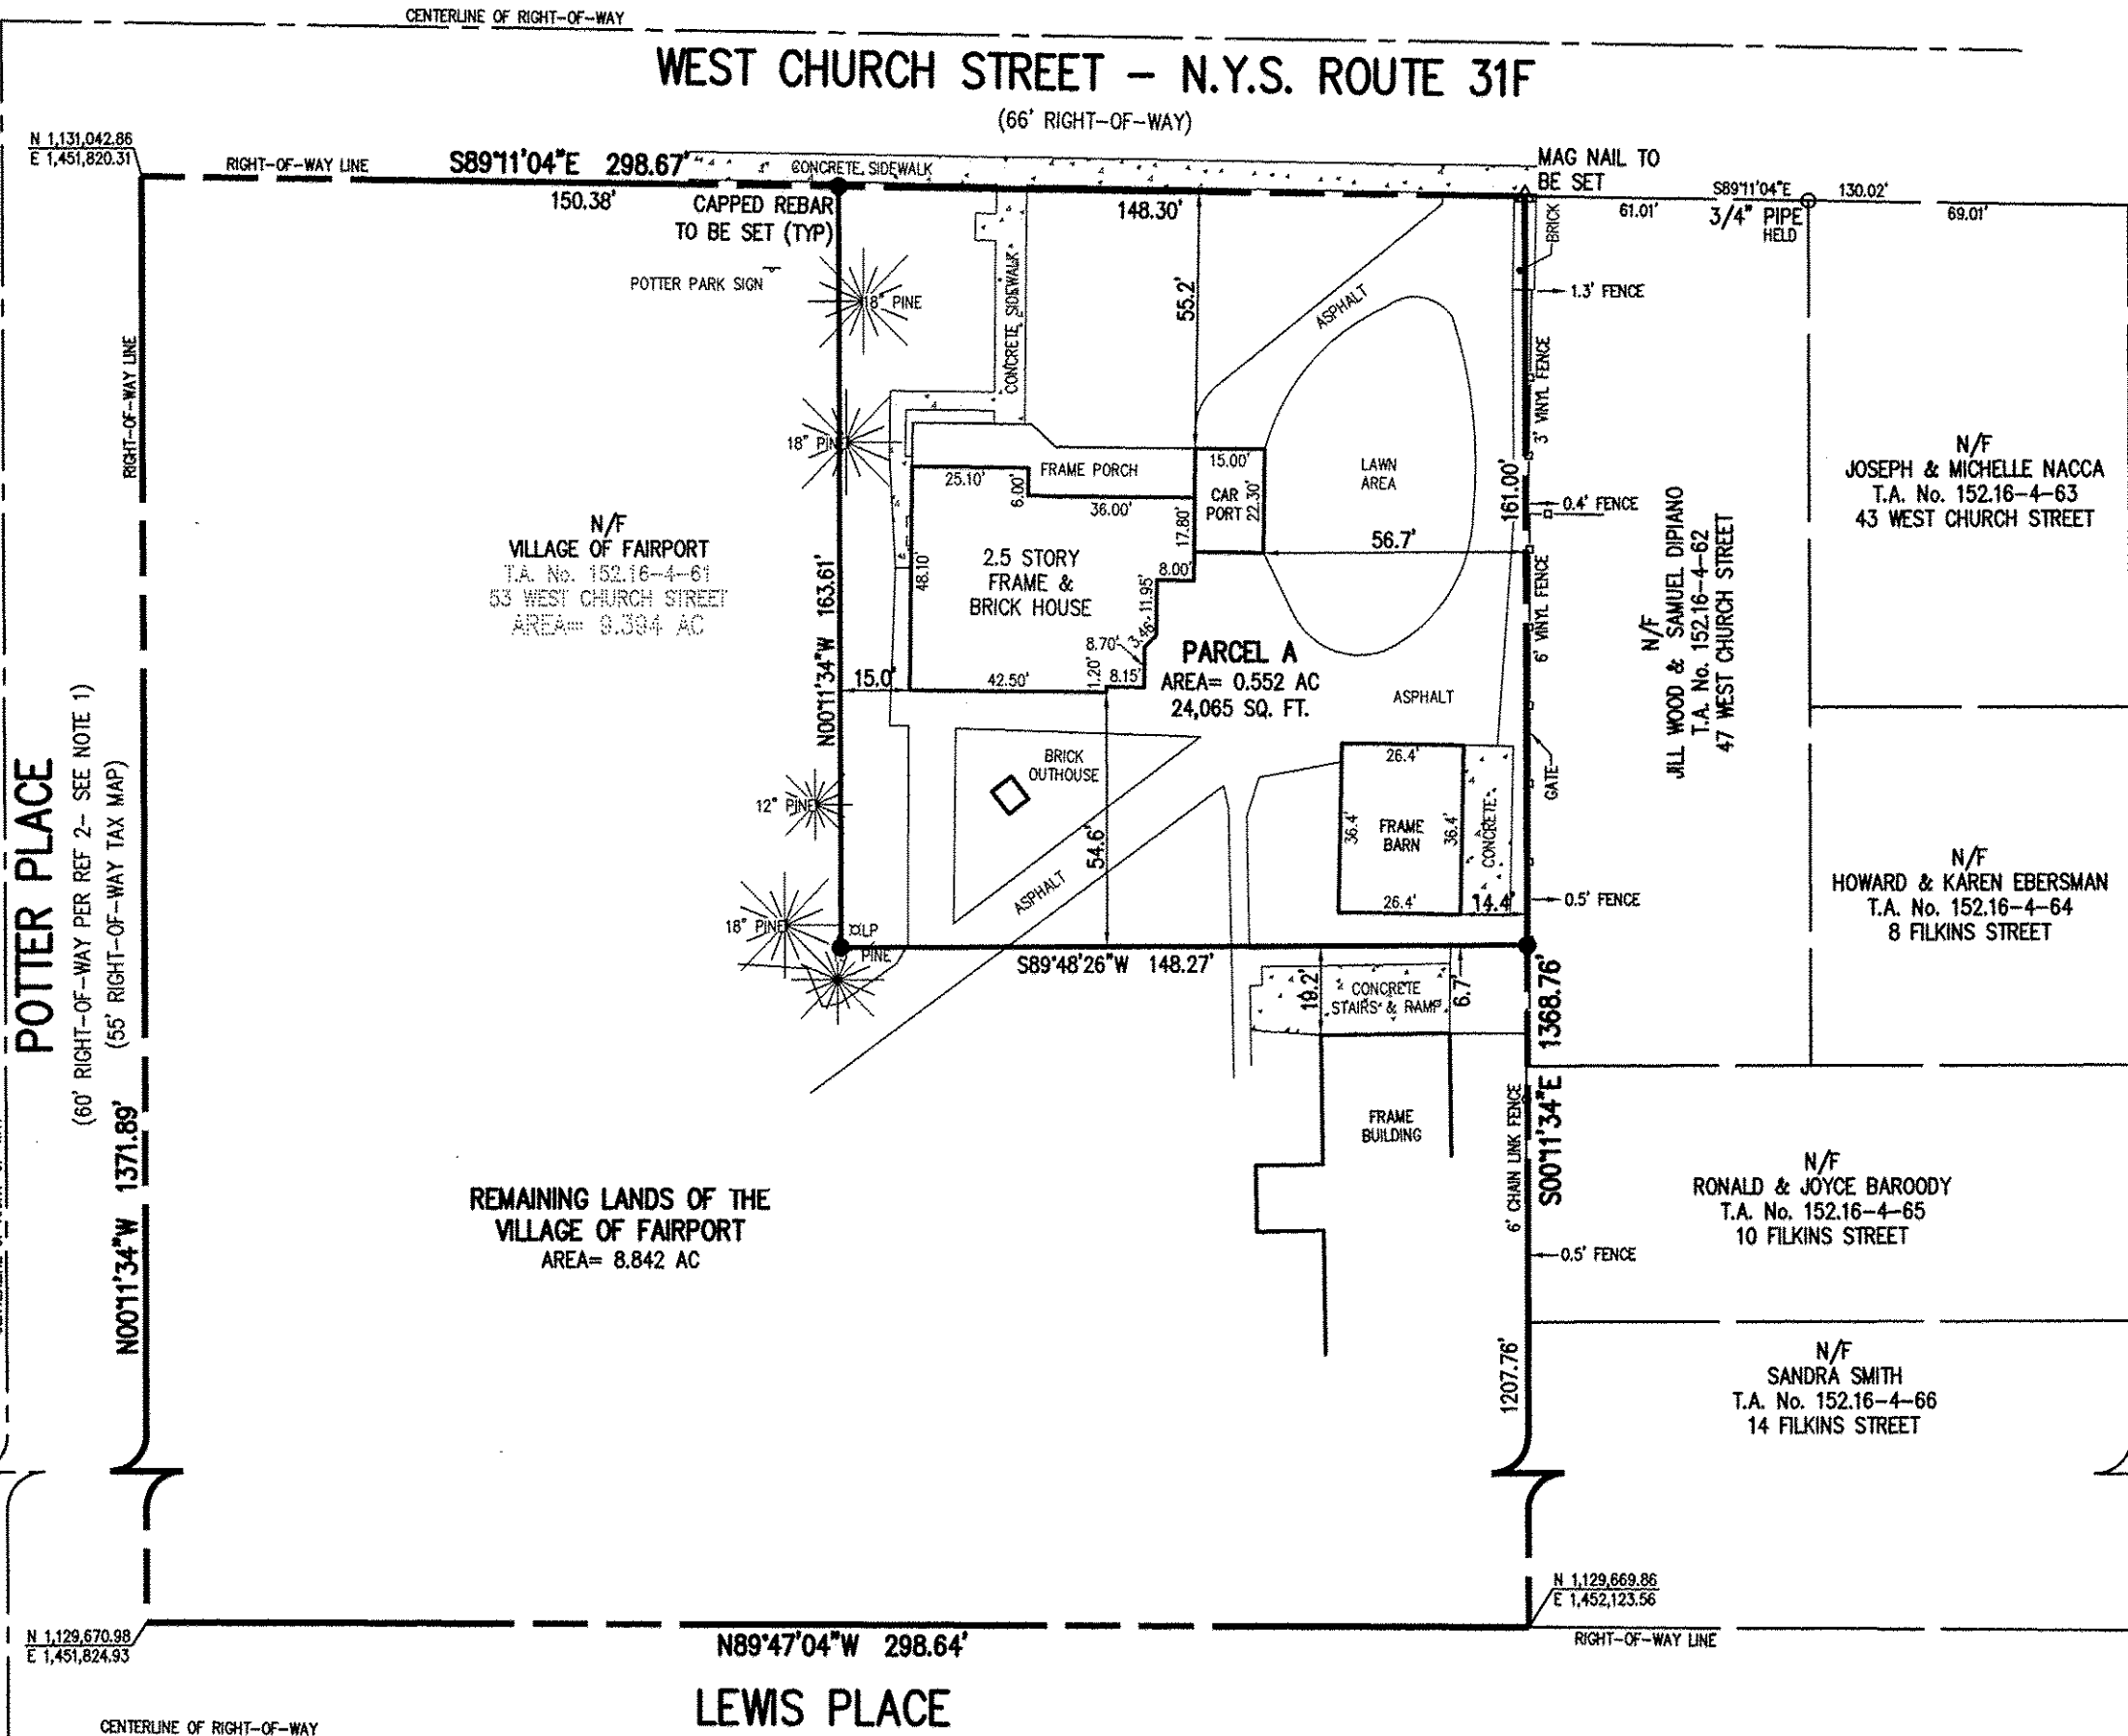 CENTERLINE OF RIGHT-OF-WAY
WEST CHURCH STREET - N.Y.S. ROUTE 31F
(66' RIGHT-OF-WAY)
N 1,131,042.86
E 1,451,820.31
RIGHT-OF-WAY LINE
S89°11'04"E 298.67'
CONCRETE SIDEWALK
MAG NAIL TO
BE SET
150.38'
CAPPED REBAR
TO BE SET (TYP)
148.30'
61.01'
S89°11'04"E 130.02'
3/4" PIPE
HELD
69.01'
BRICK
POTTER PARK SIGN
18" PINE
CONCRETE SIDEWALK
55.2'
ASPHALT
1.3' FENCE
RIGHT-OF-WAY LINE
3' VINYL FENCE
18" PINE
FRAME PORCH
25.10'
6.00'
36.00'
15.00'
CAR
PORT
22.30'
17.80'
LAWN
AREA
161.00'
0.4' FENCE
N/F
JOSEPH & MICHELLE NACCA
T.A. No. 152.16-4-63
43 WEST CHURCH STREET
N/F
VILLAGE OF FAIRPORT
T.A. No. 152.16-4-61
53 WEST CHURCH STREET
AREA= 9.394 AC
N00°11'34"W 163.61'
48.10'
2.5 STORY
FRAME &
BRICK HOUSE
8.00'
11.95'
3.46'
8.70'
1.20'
8.15'
42.50'
15.0'
56.7'
6' VINYL FENCE
PARCEL A
AREA= 0.552 AC
24,065 SQ. FT.
ASPHALT
N/F
JILL WOOD & SAMUEL DIPIANO
T.A. No. 152.16-4-62
47 WEST CHURCH STREET
POTTER PLACE
(60' RIGHT-OF-WAY PER REF 2- SEE NOTE 1)
(55' RIGHT-OF-WAY TAX MAP)
BRICK
OUTHOUSE
12" PINE
54.6'
ASPHALT
26.4'
36.4'
FRAME
BARN
36.4'
26.4'
CONCRETE
14.4'
GATE
0.5' FENCE
N/F
HOWARD & KAREN EBERSMAN
T.A. No. 152.16-4-64
8 FILKINS STREET
18" PINE
LP
PINE
S89°48'26"W 148.27'
19.2'
CONCRETE
STAIRS & RAMP
6.7'
S00°11'34"E 1368.76'
FRAME
BUILDING
6' CHAIN LINK FENCE
0.5' FENCE
N/F
RONALD & JOYCE BAROODY
T.A. No. 152.16-4-65
10 FILKINS STREET
N00°11'34"W 1371.89'
REMAINING LANDS OF THE
VILLAGE OF FAIRPORT
AREA= 8.842 AC
1207.76'
N/F
SANDRA SMITH
T.A. No. 152.16-4-66
14 FILKINS STREET
N 1,129,669.86
E 1,452,123.56
N 1,129,670.98
E 1,451,824.93
N89°47'04"W 298.64'
RIGHT-OF-WAY LINE
LEWIS PLACE
CENTERLINE OF RIGHT-OF-WAY